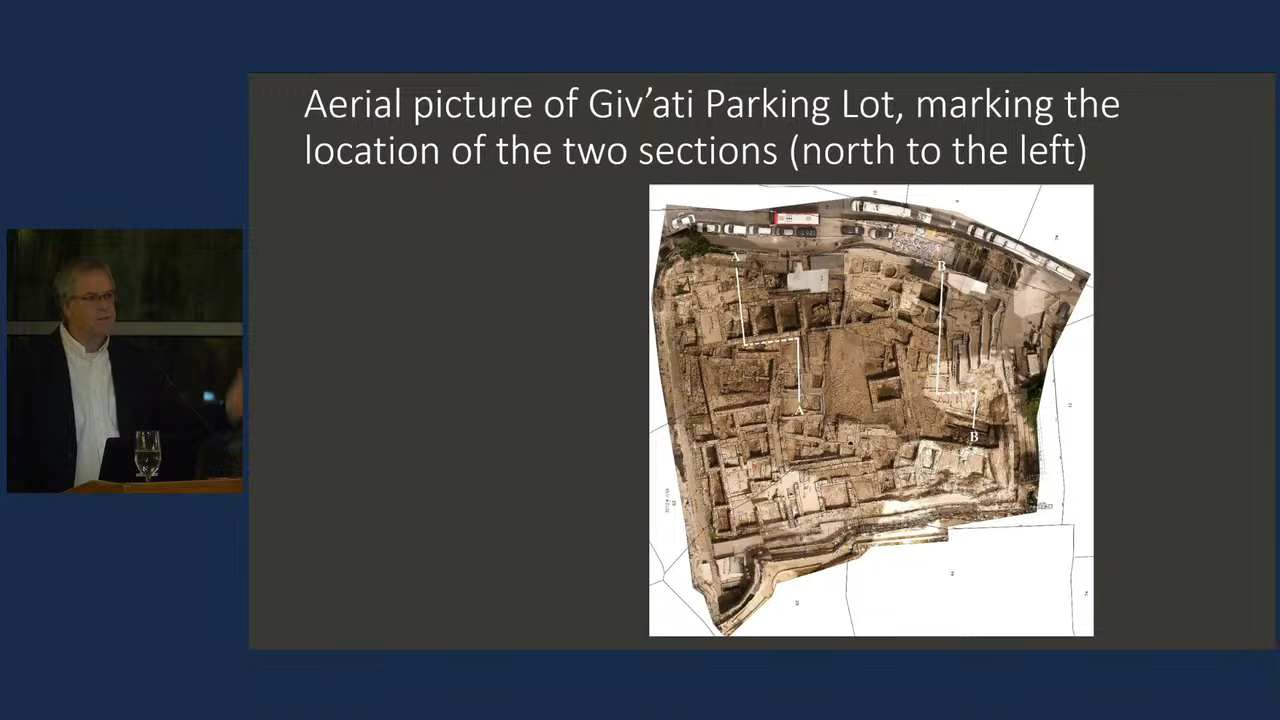 Aerial picture of Giv’ati Parking Lot, marking the
location of the two sections (north to the left)
A
B
A
B